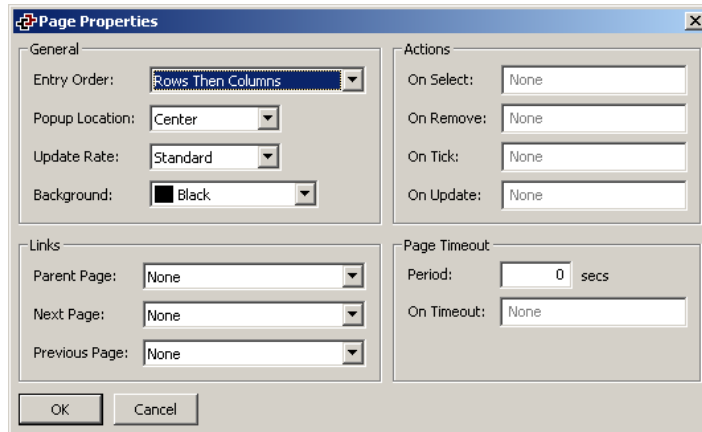 Page Properties
General
Entry Order: Rows Then Columns
Popup Location: Center
Update Rate: Standard
Background: Black
Actions
On Select: None
On Remove: None
On Tick: None
On Update: None
Links
Parent Page: None
Next Page: None
Previous Page: None
Page Timeout
Period: 0 secs
On Timeout: None
OK Cancel